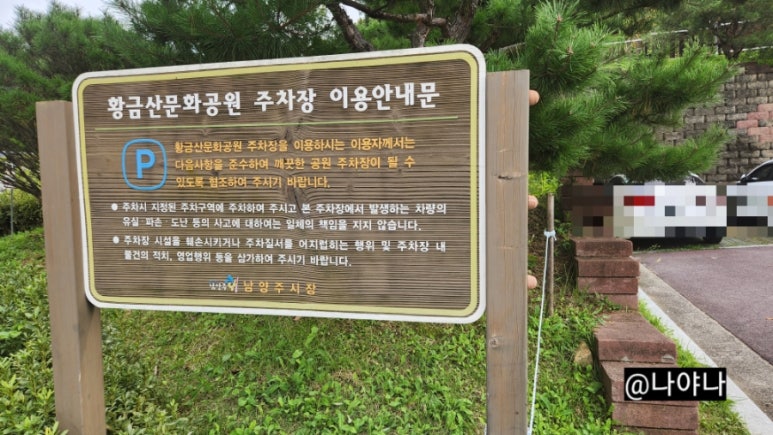 황금산문화공원 주차장 이용안내문
P
황금산문화공원 주차장을 이용하시는 이용자께서는
다음사항을 준수하여 깨끗한 공원 주차장이 될 수
있도록 협조하여 주시기 바랍니다.
● 주차시 지정된 주차구역에 주차하여 주시고 본 주차장에서 발생하는 차량의
유실·파손·도난 등의 사고에 대하여는 일체의 책임을 지지 않습니다.
● 주차장 시설을 훼손시키거나 주차질서를 어지럽히는 행위 및 주차장 내
물건의 적치, 영업행위 등을 삼가하여 주시기 바랍니다.
남양주시장
@나야나